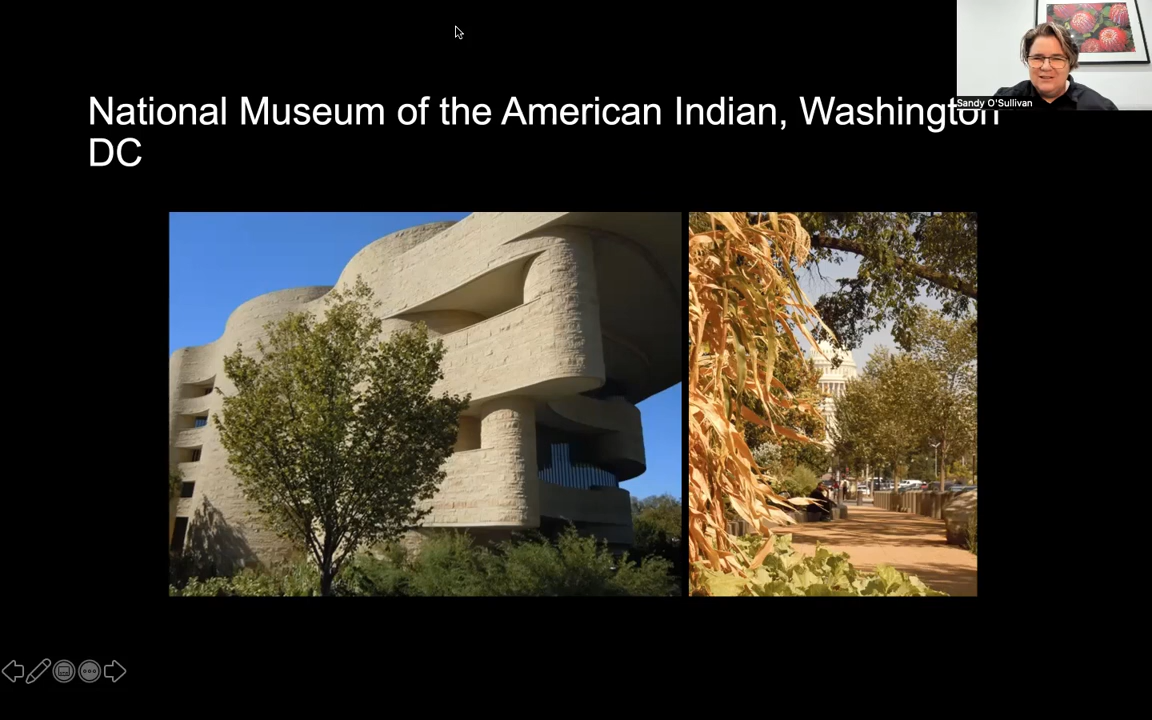 National Museum of the American Indian, Washington
DC
Sandy O'Sullivan